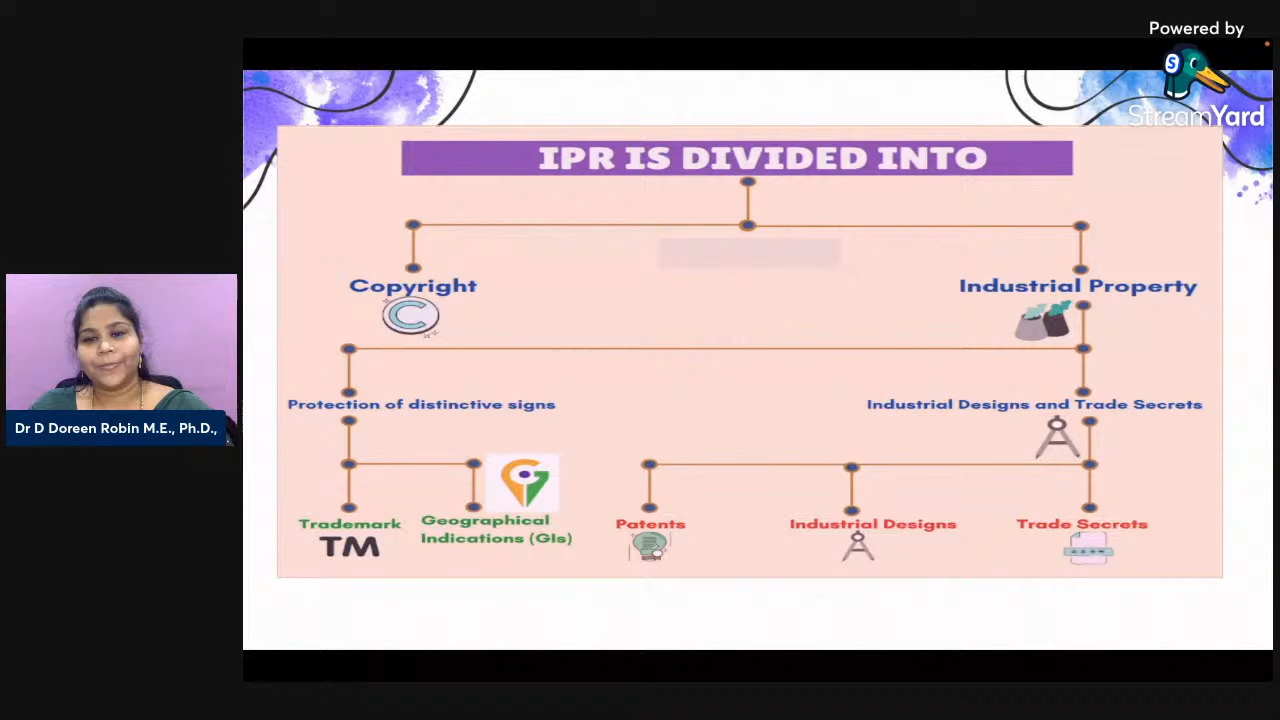 Powered by
StreamYard
IPR IS DIVIDED INTO
Copyright
Industrial Property
Protection of distinctive signs
Industrial Designs and Trade Secrets
Trademark
TM
Geographical
Indications (GIs)
Patents
Industrial Designs
Trade Secrets
Dr D Doreen Robin M.E., Ph.D.,